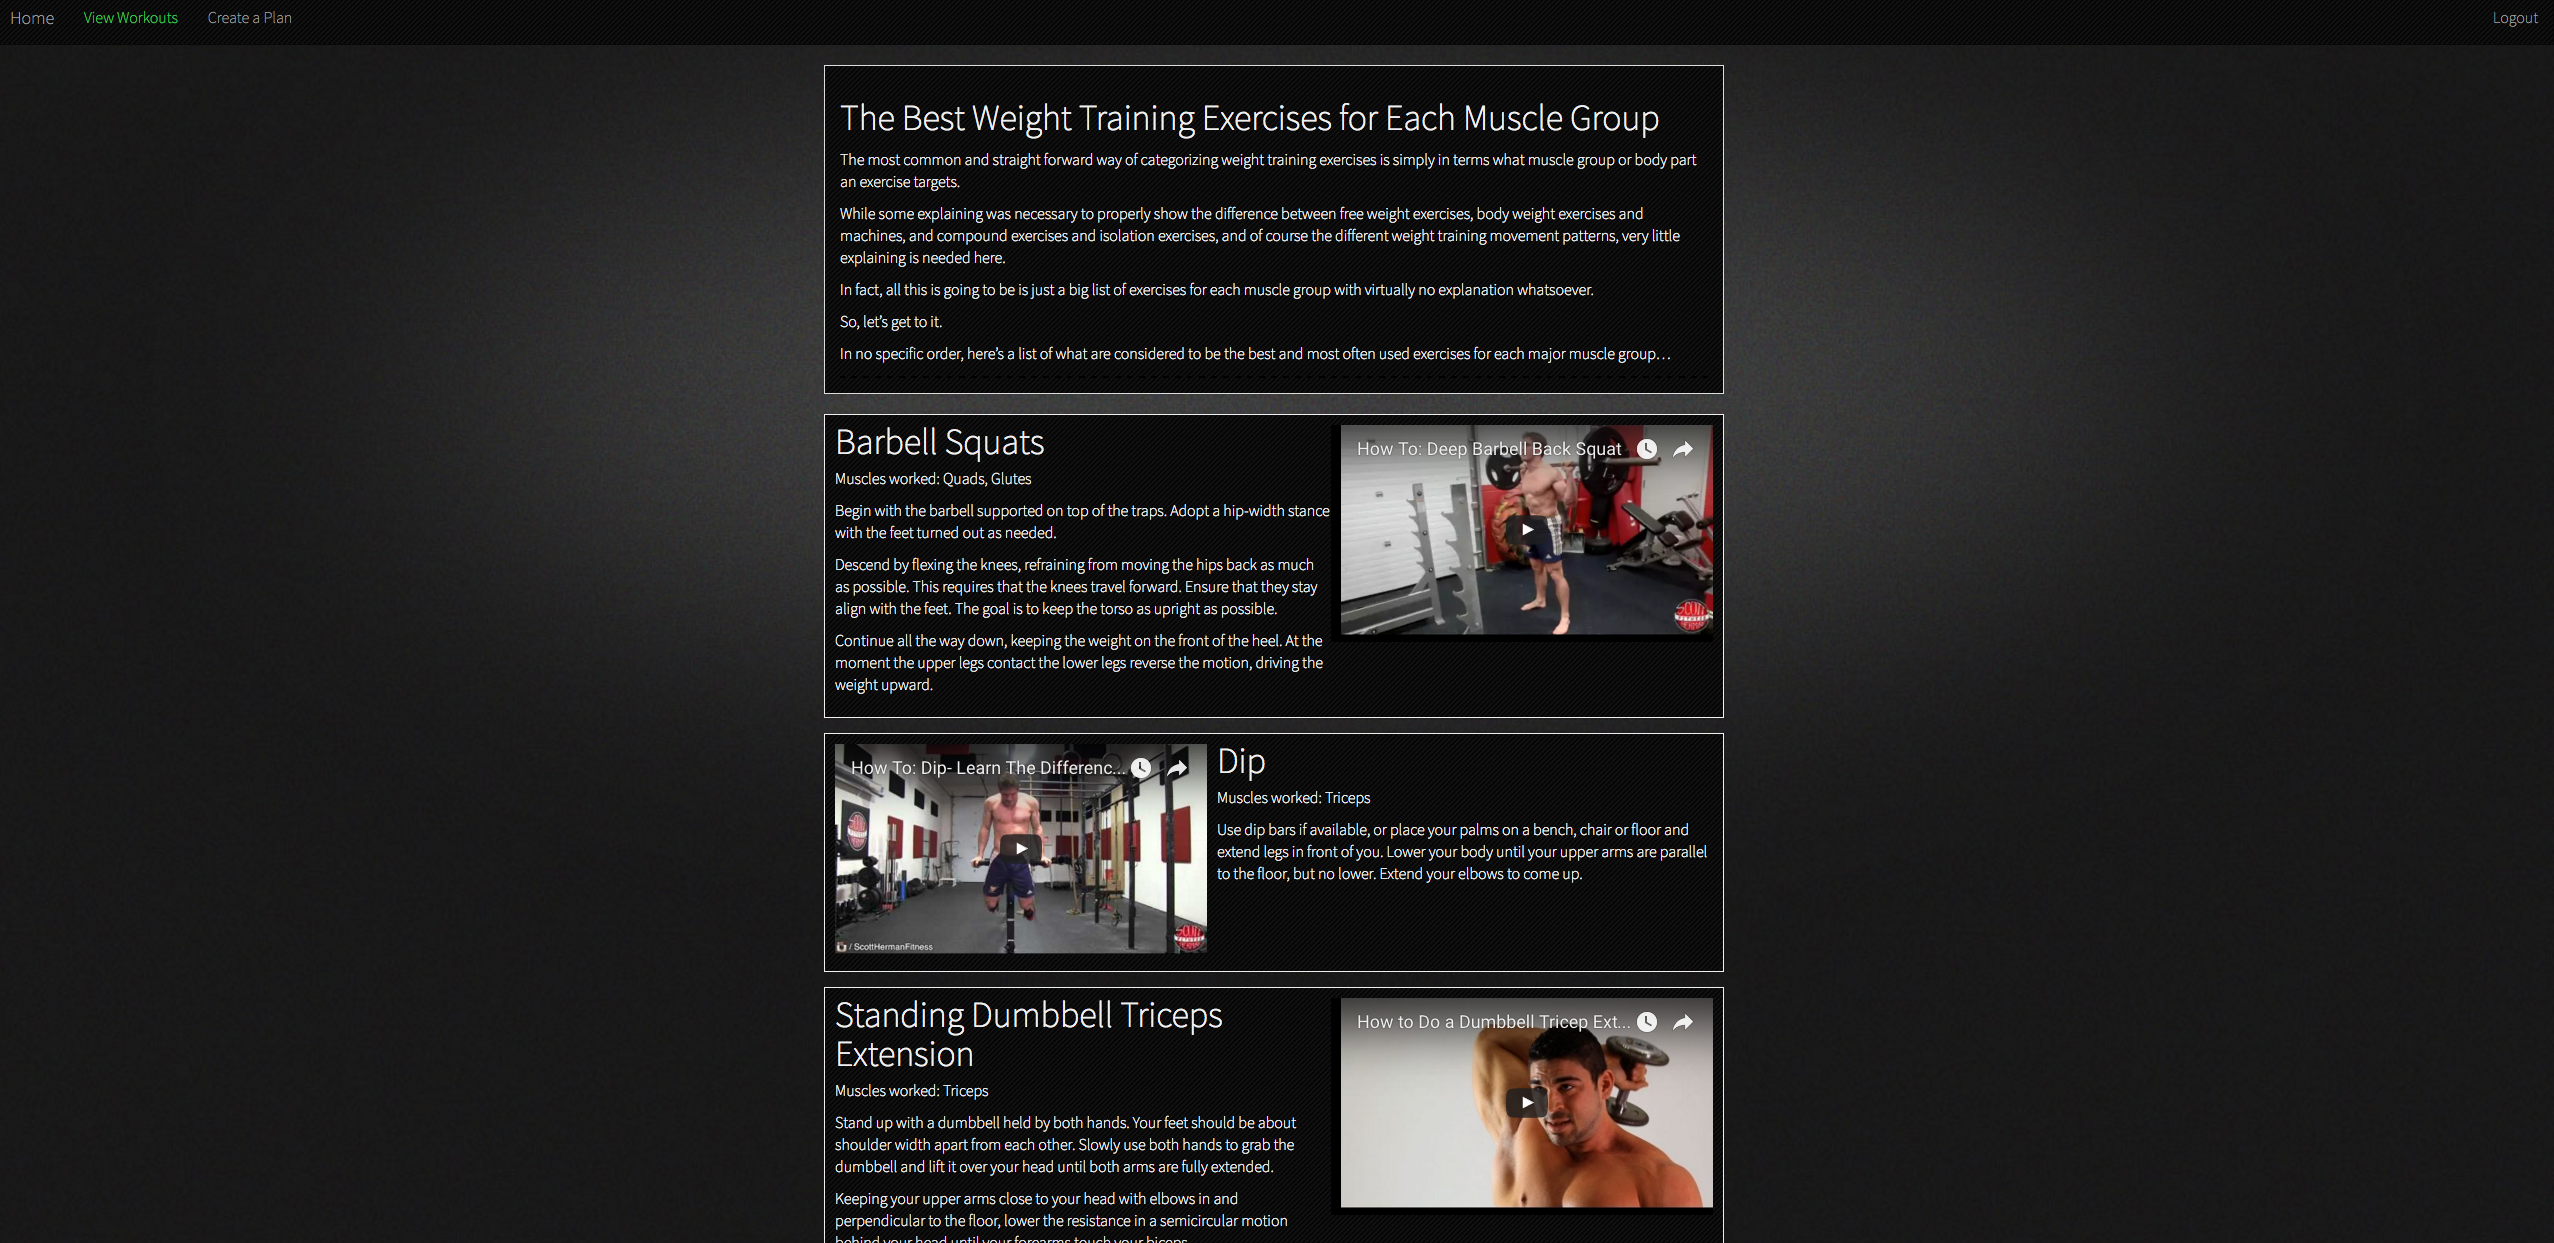 Home View Workouts Create a Plan Logout
The Best Weight Training Exercises for Each Muscle Group
The most common and straight forward way of categorizing weight training exercises is simply in terms what muscle group or body part
an exercise targets.
While some explaining was necessary to properly show the difference between free weight exercises, body weight exercises and
machines, and compound exercises and isolation exercises, and of course the different weight training movement patterns, very little
explaining is needed here.
In fact, all this is going to be is just a big list of exercises for each muscle group with virtually no explanation whatsoever.
So, let’s get to it.
In no specific order, here’s a list of what are considered to be the best and most often used exercises for each major muscle group…
Barbell Squats
Muscles worked: Quads, Glutes
Begin with the barbell supported on top of the traps. Adopt a hip-width stance
with the feet turned out as needed.
Descend by flexing the knees, refraining from moving the hips back as much
as possible. This requires that the knees travel forward. Ensure that they stay
align with the feet. The goal is to keep the torso as upright as possible.
Continue all the way down, keeping the weight on the front of the heel. At the
moment the upper legs contact the lower legs reverse the motion, driving the
weight upward.
How To: Deep Barbell Back Squat
SCOTT
HERMAN
FITNESS
How To: Dip- Learn The Differenc...
/ ScottHermanFitness
Dip
Muscles worked: Triceps
Use dip bars if available, or place your palms on a bench, chair or floor and
extend legs in front of you. Lower your body until your upper arms are parallel
to the floor, but no lower. Extend your elbows to come up.
Standing Dumbbell Triceps
Extension
Muscles worked: Triceps
Stand up with a dumbbell held by both hands. Your feet should be about
shoulder width apart from each other. Slowly use both hands to grab the
dumbbell and lift it over your head until both arms are fully extended.
Keeping your upper arms close to your head with elbows in and
perpendicular to the floor, lower the resistance in a semicircular motion
behind your head until your forearms touch your biceps.
How to Do a Dumbbell Tricep Ext...